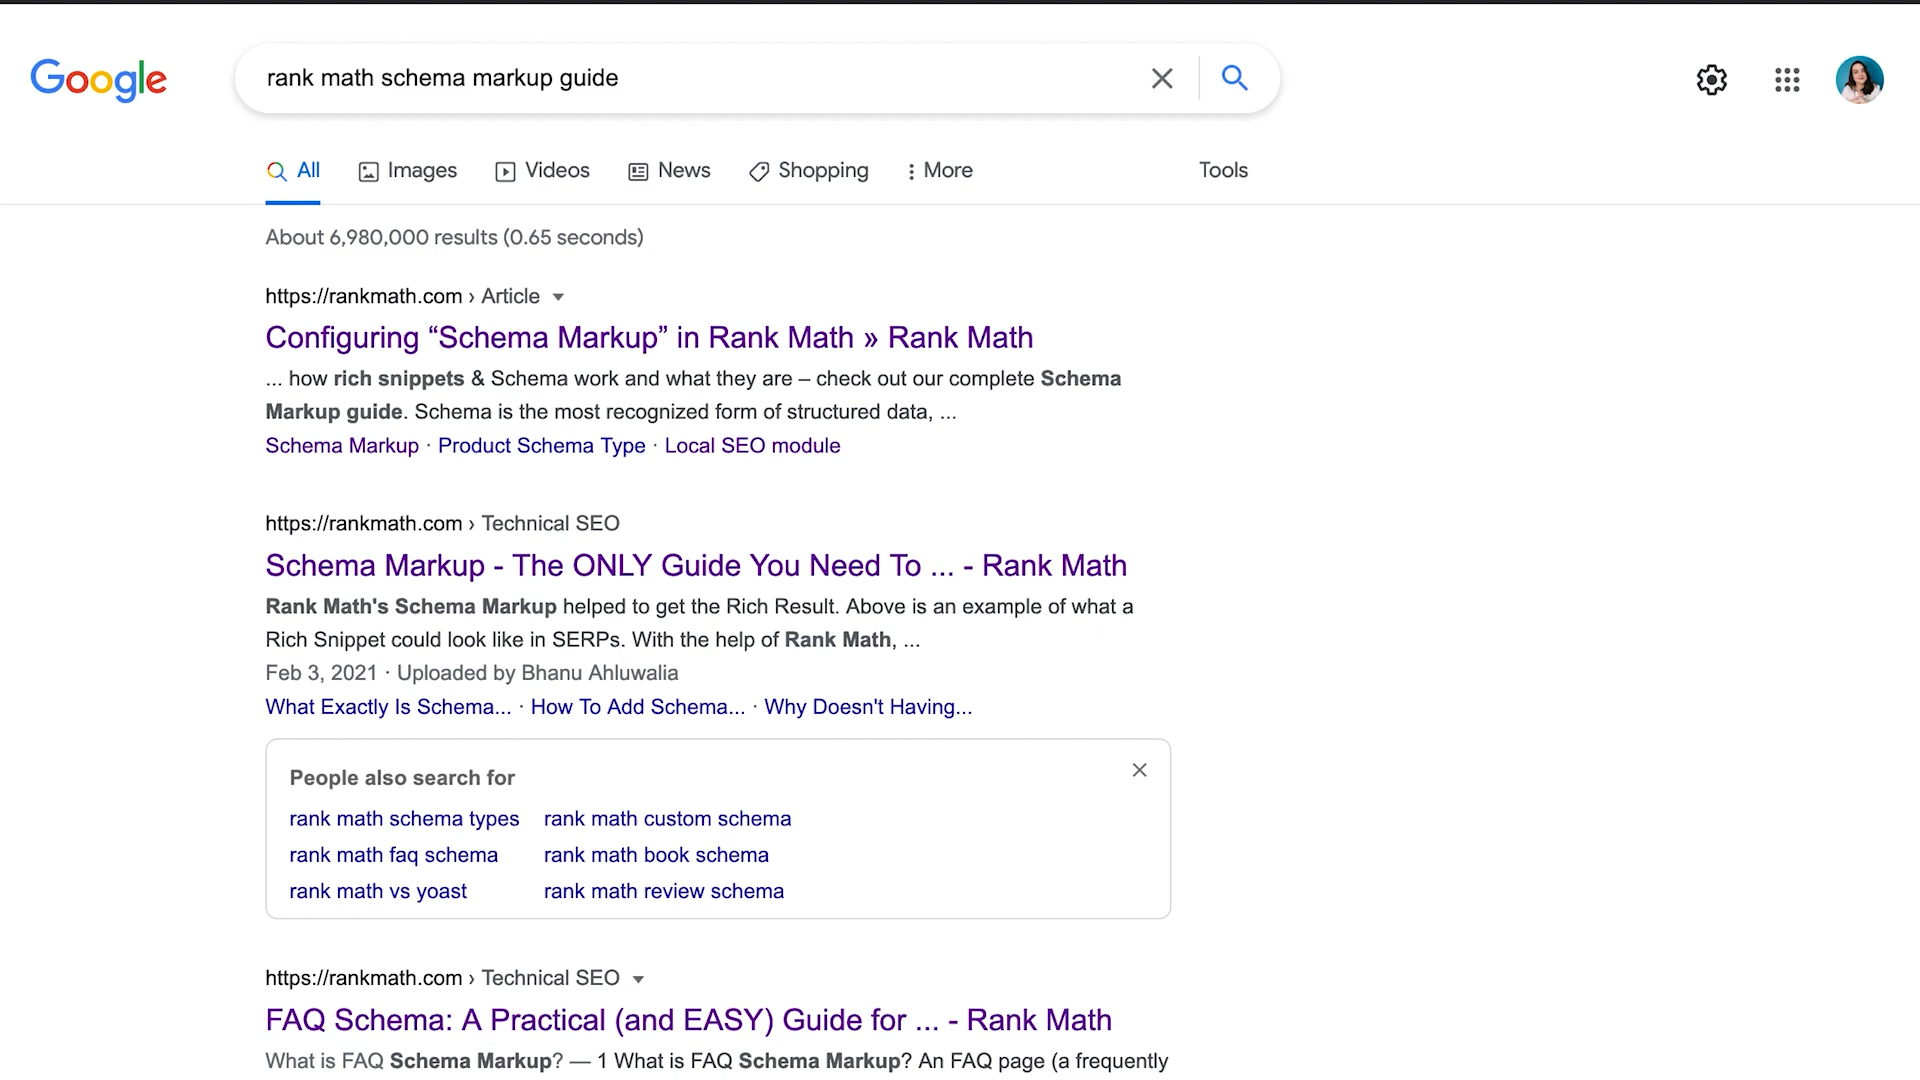 Google
rank math schema markup guide
All
Images
Videos
News
Shopping
More
Tools
About 6,980,000 results (0.65 seconds)
https://rankmath.com › Article
Configuring “Schema Markup” in Rank Math » Rank Math
... how rich snippets & Schema work and what they are – check out our complete Schema
Markup guide. Schema is the most recognized form of structured data, ...
Schema Markup · Product Schema Type · Local SEO module
https://rankmath.com › Technical SEO
Schema Markup - The ONLY Guide You Need To ... - Rank Math
Rank Math's Schema Markup helped to get the Rich Result. Above is an example of what a
Rich Snippet could look like in SERPs. With the help of Rank Math, ...
Feb 3, 2021 · Uploaded by Bhanu Ahluwalia
What Exactly Is Schema... · How To Add Schema... · Why Doesn't Having...
People also search for
rank math schema types
rank math custom schema
rank math faq schema
rank math book schema
rank math vs yoast
rank math review schema
https://rankmath.com › Technical SEO
FAQ Schema: A Practical (and EASY) Guide for ... - Rank Math
What is FAQ Schema Markup? — 1 What is FAQ Schema Markup? An FAQ page (a frequently